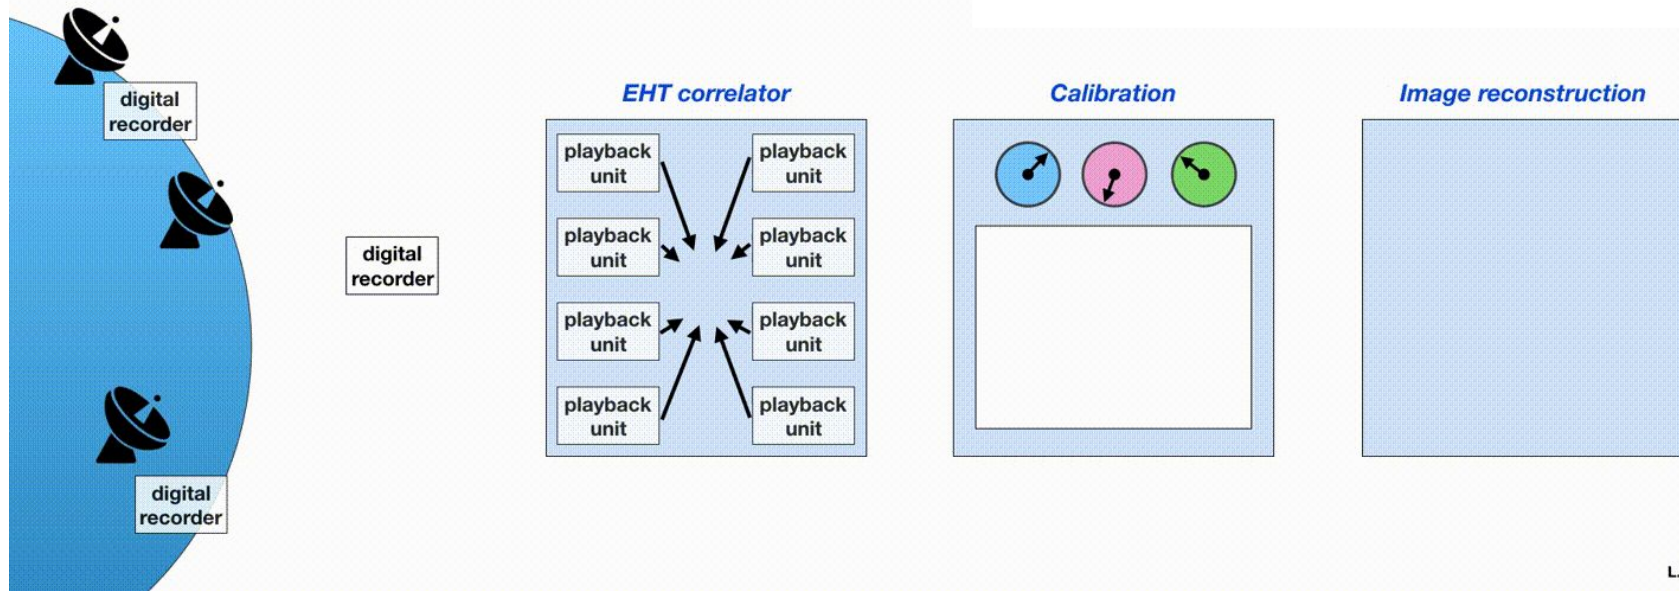 digital
recorder
digital
recorder
digital
recorder
EHT correlator
playback
unit
playback
unit
playback
unit
playback
unit
playback
unit
playback
unit
playback
unit
playback
unit
Calibration
Image reconstruction
L.